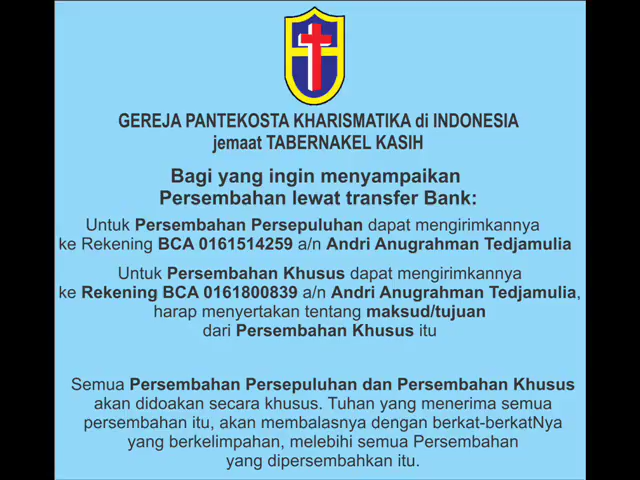 GEREJA PANTEKOSTA KHARISMATIKA di INDONESIA
jemaat TABERNAKEL KASIH
Bagi yang ingin menyampaikan
Persembahan lewat transfer Bank:
Untuk Persembahan Persepuluhan dapat mengirimkannya
ke Rekening BCA 0161514259 a/n Andri Anugrahman Tedjamulia
Untuk Persembahan Khusus dapat mengirimkannya
ke Rekening BCA 0161800839 a/n Andri Anugrahman Tedjamulia,
harap menyertakan tentang maksud/tujuan
dari Persembahan Khusus itu
Semua Persembahan Persepuluhan dan Persembahan Khusus
akan didoakan secara khusus. Tuhan yang menerima semua
persembahan itu, akan membalasnya dengan berkat-berkatNya
yang berkelimpahan, melebihi semua Persembahan
yang dipersembahkan itu.